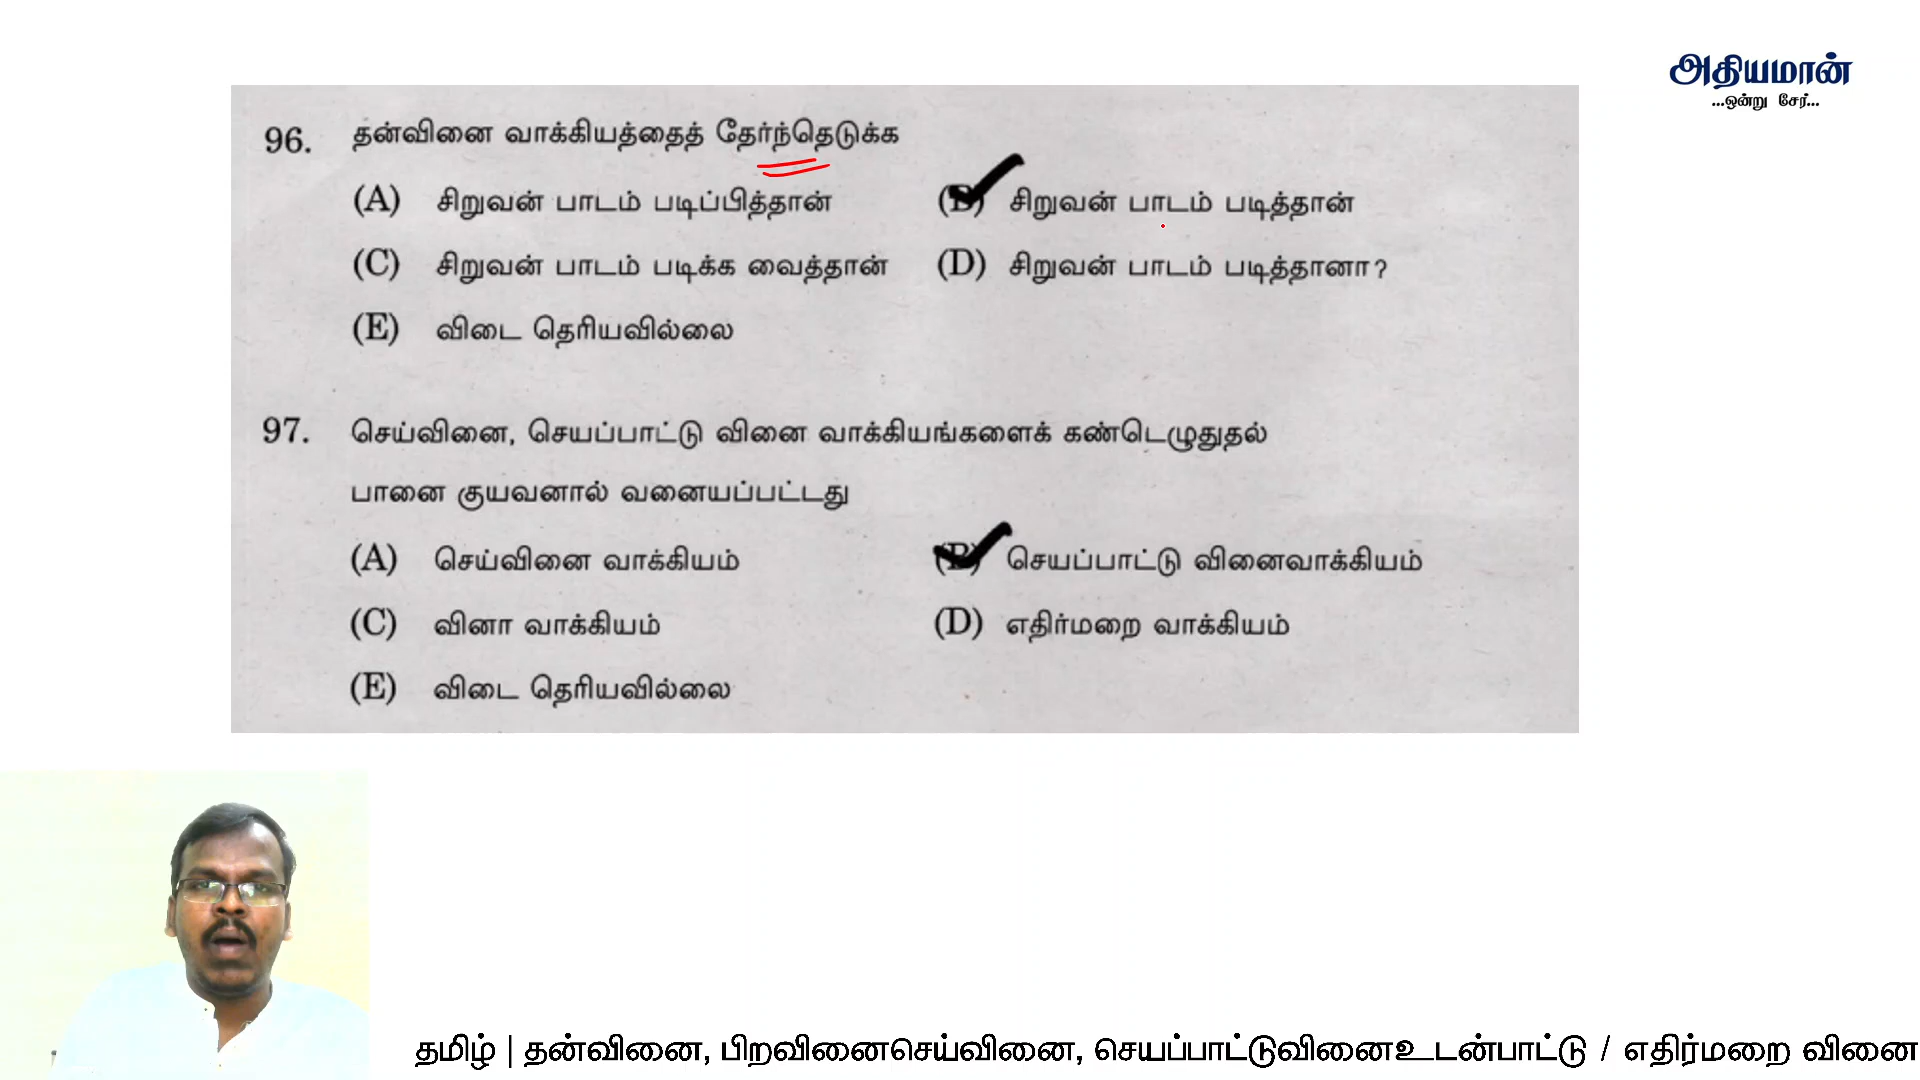 அதியமான்
...ஒன்று சேர்...
96. தன்வினை வாக்கியத்தைத் தேர்ந்தெடுக்க
(A) சிறுவன் பாடம் படிப்பித்தான் (B) சிறுவன் பாடம் படித்தான்
(C) சிறுவன் பாடம் படிக்க வைத்தான் (D) சிறுவன் பாடம் படித்தானா?
(E) விடை தெரியவில்லை
97. செய்வினை, செயப்பாட்டு வினை வாக்கியங்களைக் கண்டெழுதுதல்
பானை குயவனால் வனையப்பட்டது
(A) செய்வினை வாக்கியம் (B) செயப்பாட்டு வினைவாக்கியம்
(C) வினா வாக்கியம் (D) எதிர்மறை வாக்கியம்
(E) விடை தெரியவில்லை
தமிழ் | தன்வினை, பிறவினைசெய்வினை, செயப்பாட்டுவினைஉடன்பாட்டு / எதிர்மறை வினை